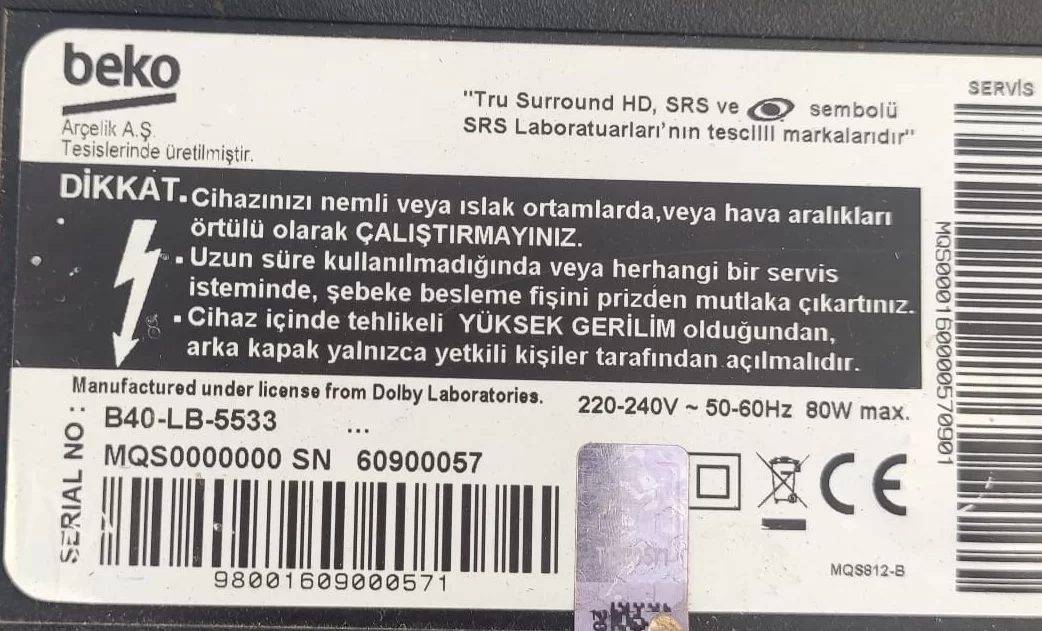 beko
Arçelik A.Ş.
Tesislerinde üretilmiştir.
"Tru Surround HD, SRS ve sembolü
SRS Laboratuarları'nın tescilli markalarıdır"
SERVİS
DİKKAT.
Cihazınızı nemli veya ıslak ortamlarda,veya hava aralıkları
örtülü olarak ÇALIŞTIRMAYINIZ.
. Uzun süre kullanılmadığında veya herhangi bir servis
isteminde, şebeke besleme fişini prizden mutlaka çıkartınız.
. Cihaz içinde tehlikeli YÜKSEK GERİLİM olduğundan,
arka kapak yalnızca yetkili kişiler tarafından açılmalıdır.
Manufactured under license from Dolby Laboratories.
220-240V ~ 50-60Hz 80W max.
SERIAL NO :
B40-LB-5533 ...
MQS0000000 SN 60900057
98001609000571
CE
MQS812-B